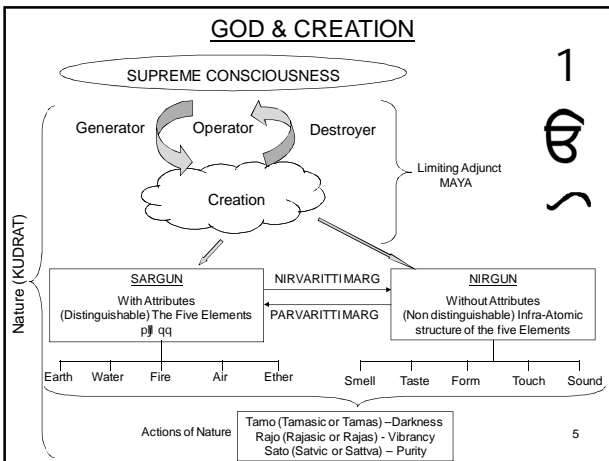 GOD & CREATION
SUPREME CONSCIOUSNESS
1
ੳ
Generator
Operator
Destroyer
Limiting Adjunct
MAYA
Creation
Nature (KUDRAT)
SARGUN
With Attributes
(Distinguishable) The Five Elements
NIRVARITTI MARG
PARVARITTI MARG
NIRGUN
Without Attributes
(Non distinguishable) Infra-Atomic
structure of the five Elements
Earth
Water
Fire
Air
Ether
Smell
Taste
Form
Touch
Sound
Actions of Nature
Tamo (Tamasic or Tamas) –Darkness
Rajo (Rajasic or Rajas) - Vibrancy
Sato (Satvic or Sattva) – Purity
5